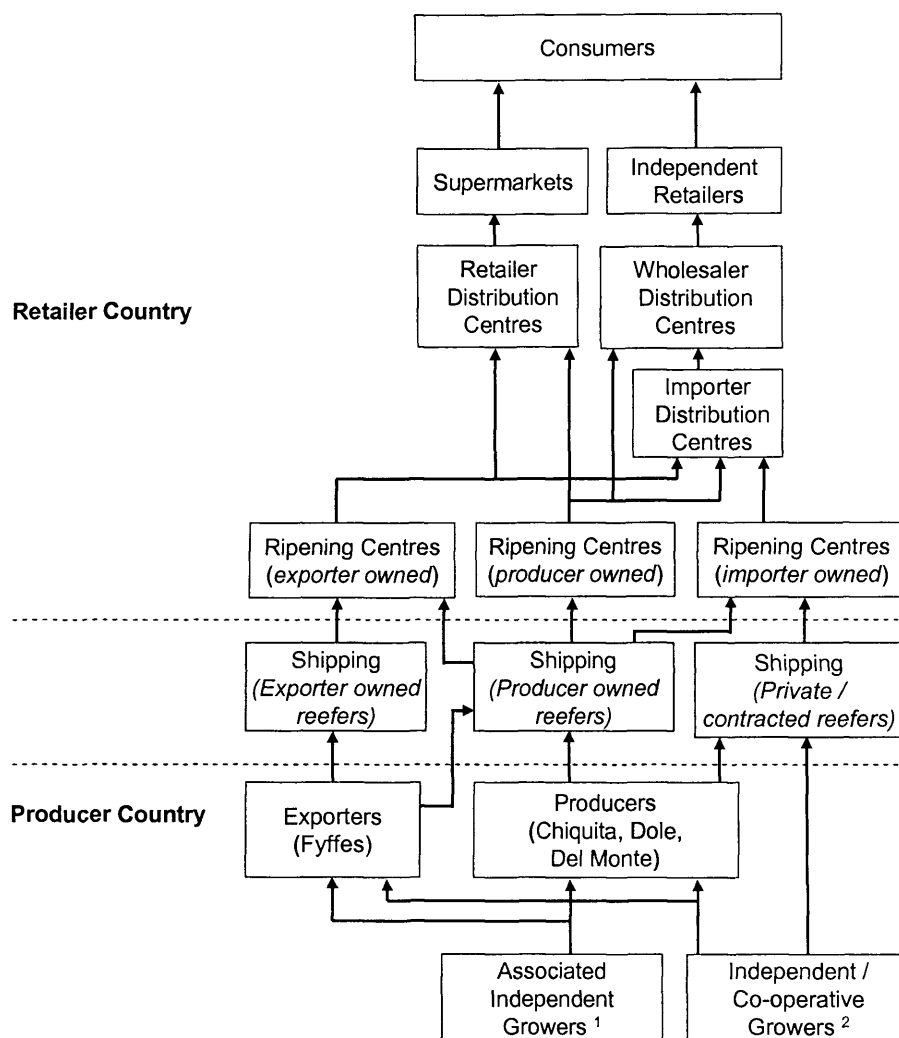 Consumers
Supermarkets
Independent
Retailers
Retailer
Distribution
Centres
Wholesaler
Distribution
Centres
Retailer Country
Importer
Distribution
Centres
Ripening Centres
(exporter owned)
Ripening Centres
(producer owned)
Ripening Centres
(importer owned)
Shipping
(Exporter owned
reefers)
Shipping
(Producer owned
reefers)
Shipping
(Private /
contracted reefers)
Producer Country
Exporters
(Fyffes)
Producers
(Chiquita, Dole,
Del Monte)
Associated
Independent
Growers 1
Independent /
Co-operative
Growers 2